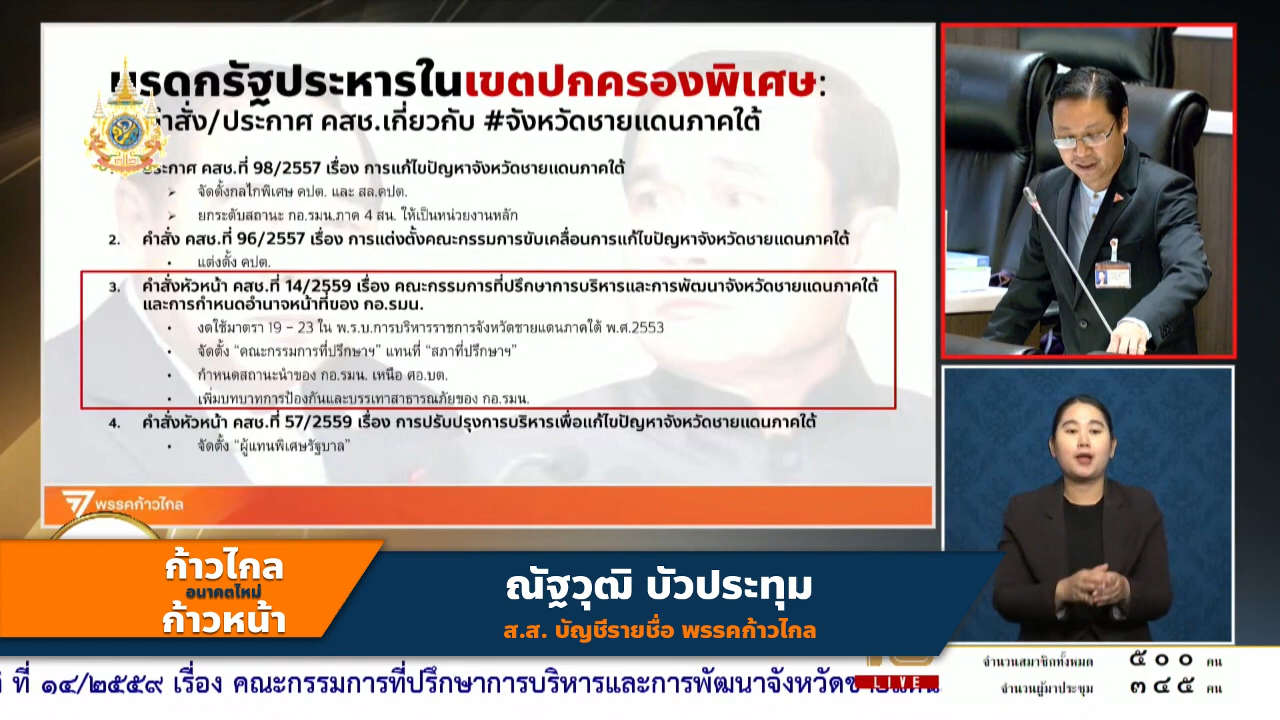 มรดกรัฐประหารในเขตปกครองพิเศษ:
คำสั่ง/ประกาศ คสช.เกี่ยวกับ #จังหวัดชายแดนภาคใต้
ประกาศ คสช.ที่ 98/2557 เรื่อง การแก้ไขปัญหาจังหวัดชายแดนภาคใต้
➢ จัดตั้งกลไกพิเศษ คปต. และ สล.คปต.
➢ ยกระดับสถานะ กอ.รมน.ภาค 4 สน. ให้เป็นหน่วยงานหลัก
2. คำสั่ง คสช.ที่ 96/2557 เรื่อง การแต่งตั้งคณะกรรมการขับเคลื่อนการแก้ไขปัญหาจังหวัดชายแดนภาคใต้
• แต่งตั้ง คปต.
3. คำสั่งหัวหน้า คสช.ที่ 14/2559 เรื่อง คณะกรรมการที่ปรึกษาการบริหารและการพัฒนาจังหวัดชายแดนภาคใต้
และการกำหนดอำนาจหน้าที่ของ กอ.รมน.
• งดใช้มาตรา 19 – 23 ใน พ.ร.บ.การบริหารราชการจังหวัดชายแดนภาคใต้ พ.ศ.2553
• จัดตั้ง “คณะกรรมการที่ปรึกษาฯ” แทนที่ “สภาที่ปรึกษาฯ”
• กำหนดสถานะนำของ กอ.รมน. เหนือ ศอ.บต.
• เพิ่มบทบาทการป้องกันและบรรเทาสาธารณภัยของ กอ.รมน.
4. คำสั่งหัวหน้า คสช.ที่ 57/2559 เรื่อง การปรับปรุงการบริหารเพื่อแก้ไขปัญหาจังหวัดชายแดนภาคใต้
• จัดตั้ง “ผู้แทนพิเศษรัฐบาล”
พรรคก้าวไกล
ก้าวไกล
อนาคตใหม่
ก้าวหน้า
ณัฐวุฒิ บัวประทุม
ส.ส. บัญชีรายชื่อ พรรคก้าวไกล
ที่ ๑๔/๒๕๕๙ เรื่อง คณะกรรมการที่ปรึกษาการบริหารและการพัฒนาจังหวัดชายแดน
LIVE
จำนวนสมาชิกทั้งหมด ๕๐๐ คน
จำนวนผู้มาประชุม ๓๔๕ คน